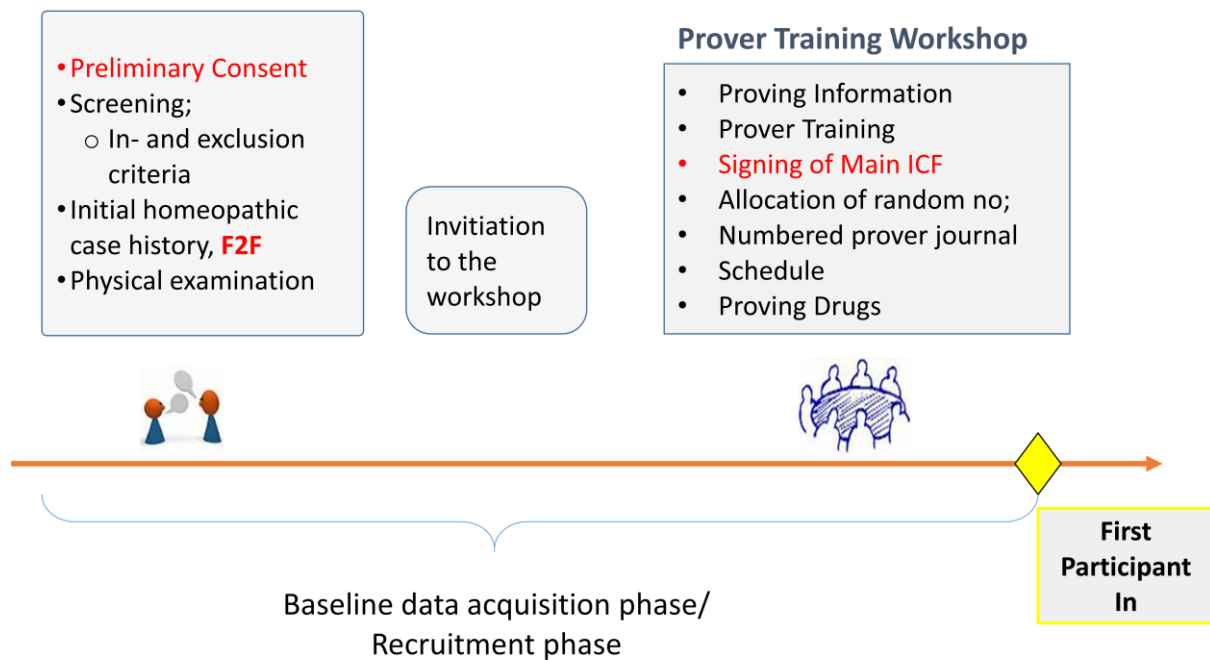 •Preliminary Consent
•Screening;
o In- and exclusion
criteria
•Initial homeopathic
case history, F2F
•Physical examination
Invitiation
to the
workshop
Prover Training Workshop
• Proving Information
• Prover Training
• Signing of Main ICF
• Allocation of random no;
• Numbered prover journal
• Schedule
• Proving Drugs
First
Participant
In
Baseline data acquisition phase/
Recruitment phase